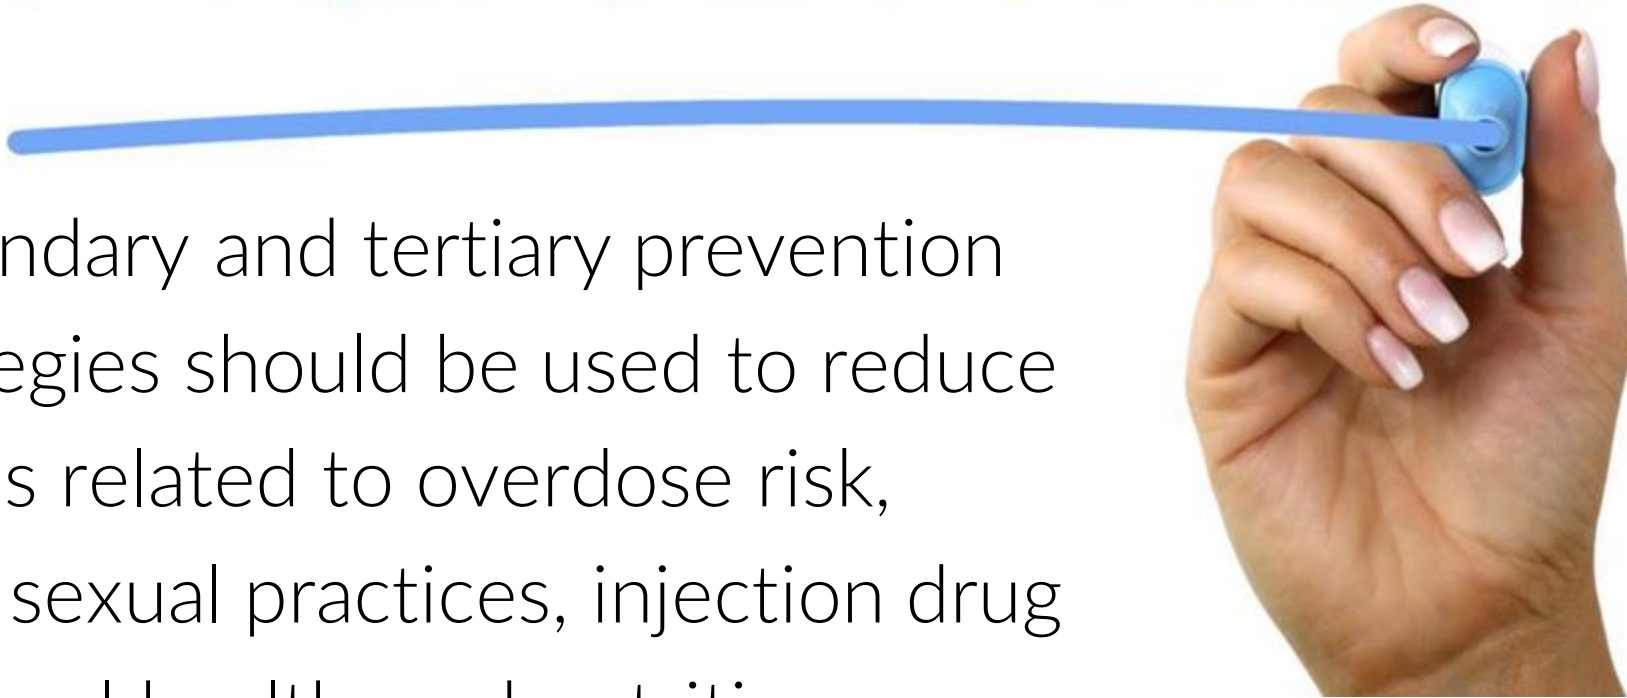 ndary and tertiary prevention
egies should be used to reduce
s related to overdose risk,
sexual practices, injection drug